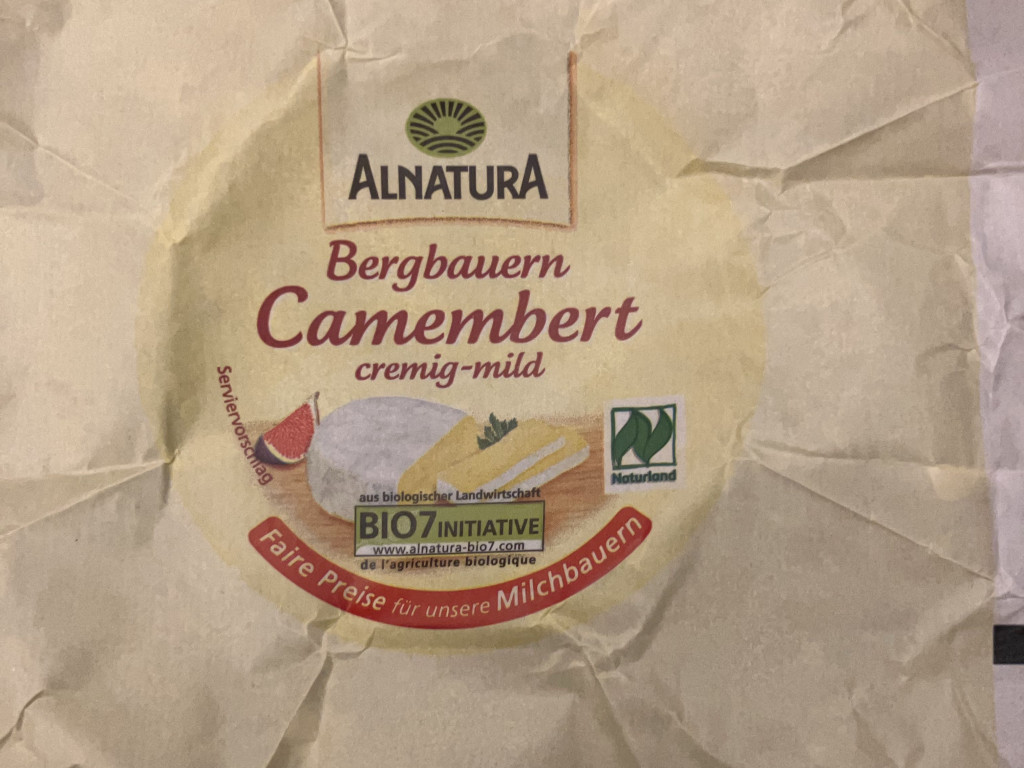 ALNATURA
Bergbauern
Camembert
cremig-mild
Serviervorschlag
Naturland
aus biologischer Landwirtschaft
BIO7 INITIATIVE
www.alnatura-bio7.com
de l'agriculture biologique
Faire Preise für unsere Milchbauern